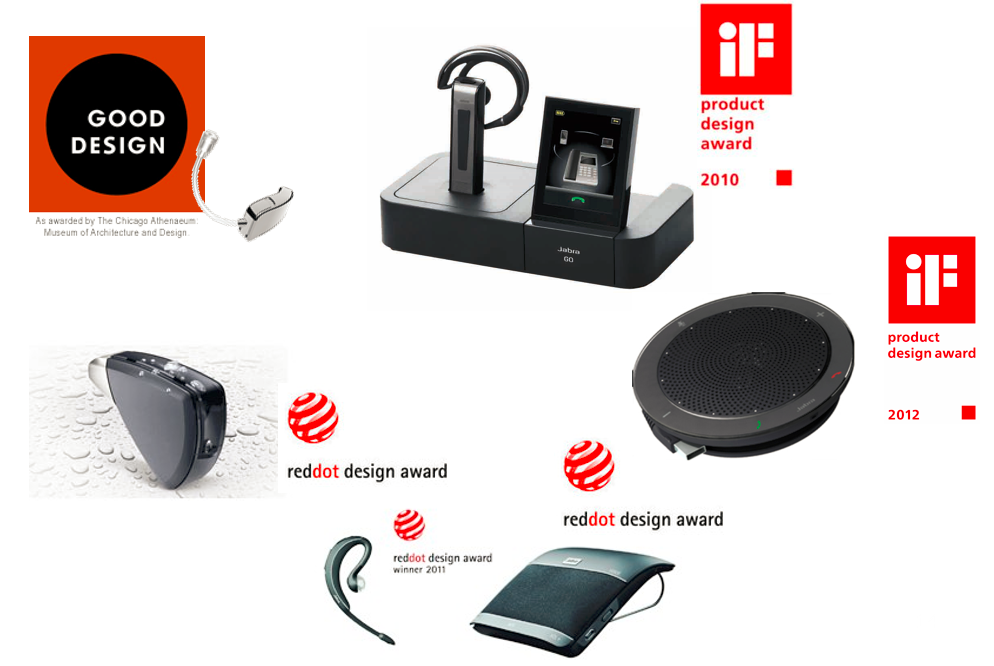 GOOD
DESIGN
As awarded by The Chicago Athenaeum:
Museum of Architecture and Design.
Jabra
GO
iF
product
design
award
2010
iF
product
design award
2012
reddot design award
reddot design award
reddot design award
winner 2011